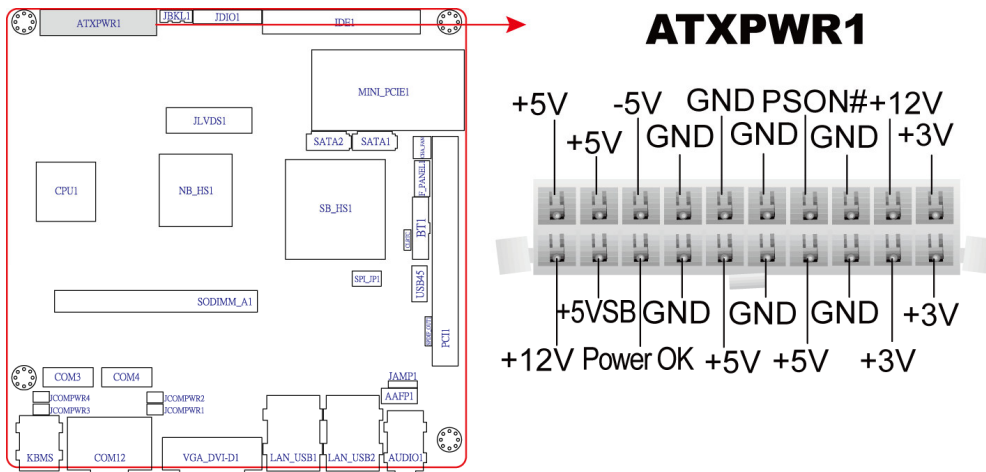 ATXPWR1
JBKL1
JDIO1
IDE1
MINI_PCIE1
JLVDS1
SATA2
SATA1
CPU1
NB_HS1
SB_HS1
F_PANEL1
BT1
SPI_JP1
USB45
SODIMM_A1
PCI1
COM3
COM4
JAMP1
AAFP1
JCOMPWR4
JCOMPWR2
JCOMPWR3
JCOMPWR1
KBMS
COM12
VGA_DVI-D1
LAN_USB1
LAN_USB2
AUDIO1
ATXPWR1
+5V -5V GND PSON# +12V
+5V GND GND GND +3V
+5VSB GND GND GND +3V
+12V Power OK +5V +5V +3V